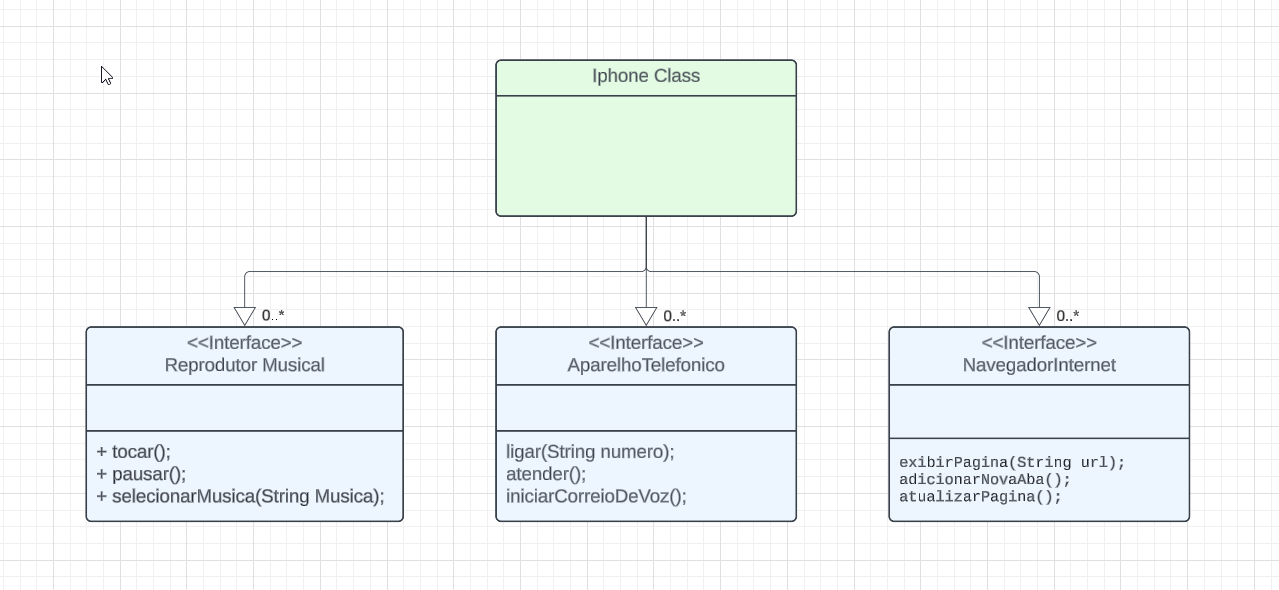 Iphone Class
0..*
0..*
0..*
<<Interface>>
Reprodutor Musical
+ tocar();
+ pausar();
+ selecionarMusica(String Musica);
<<Interface>>
AparelhoTelefonico
ligar(String numero);
atender();
iniciarCorreioDeVoz();
<<Interface>>
NavegadorInternet
exibirPagina(String url);
adicionarNovaAba();
atualizarPagina();